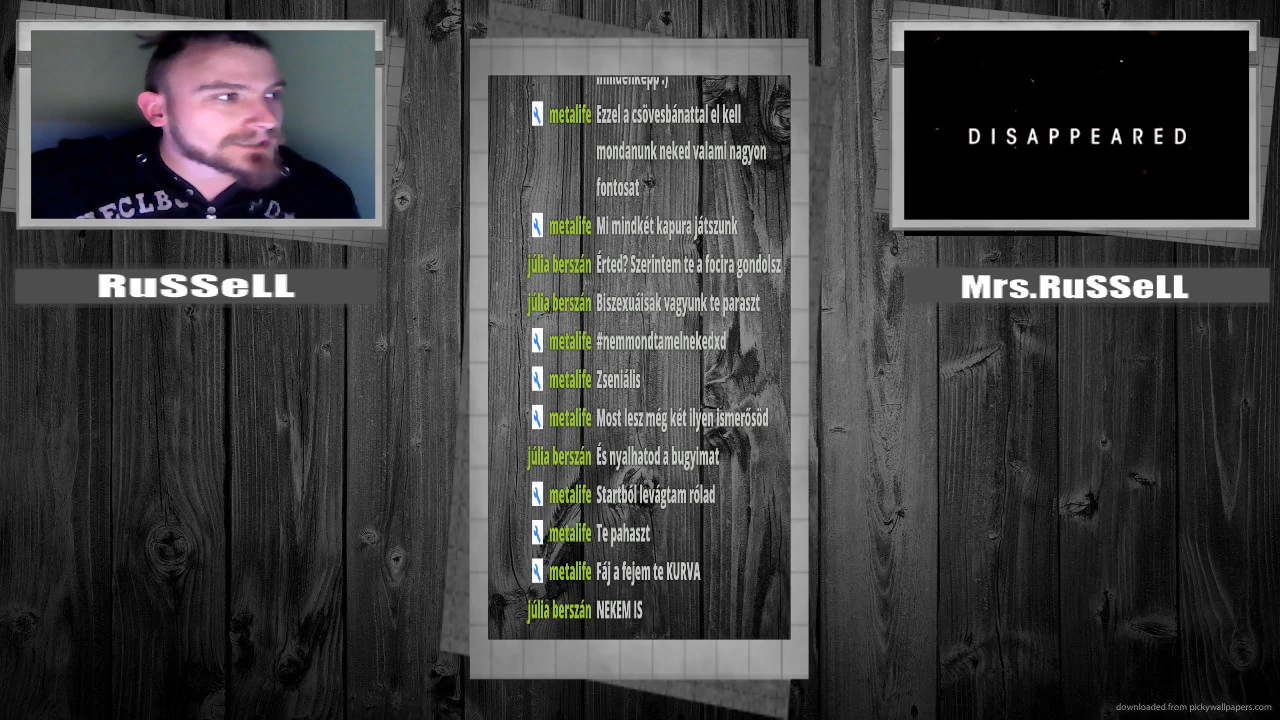 mindenképp :)
metalife Ezzel a csövesbánattal el kell
mondanunk neked valami nagyon
fontosat
metalife Mi mindkét kapura játszunk
júlia berszán Érted? Szerintem te a focira gondolsz
júlia berszán Biszexuálsak vagyunk te paraszt
metalife #nemmondtamelnekedxd
metalife Zseniális
metalife Most lesz még két ilyen ismerősöd
júlia berszán És nyalhatod a bugyimat
metalife Startból levágtam rólad
metalife Te pahaszt
metalife Fáj a fejem te KURVA
júlia berszán NEKEM IS
RuSSeLL
DISAPPEARED
Mrs.RuSSeLL
downloaded from pickywallpapers.com